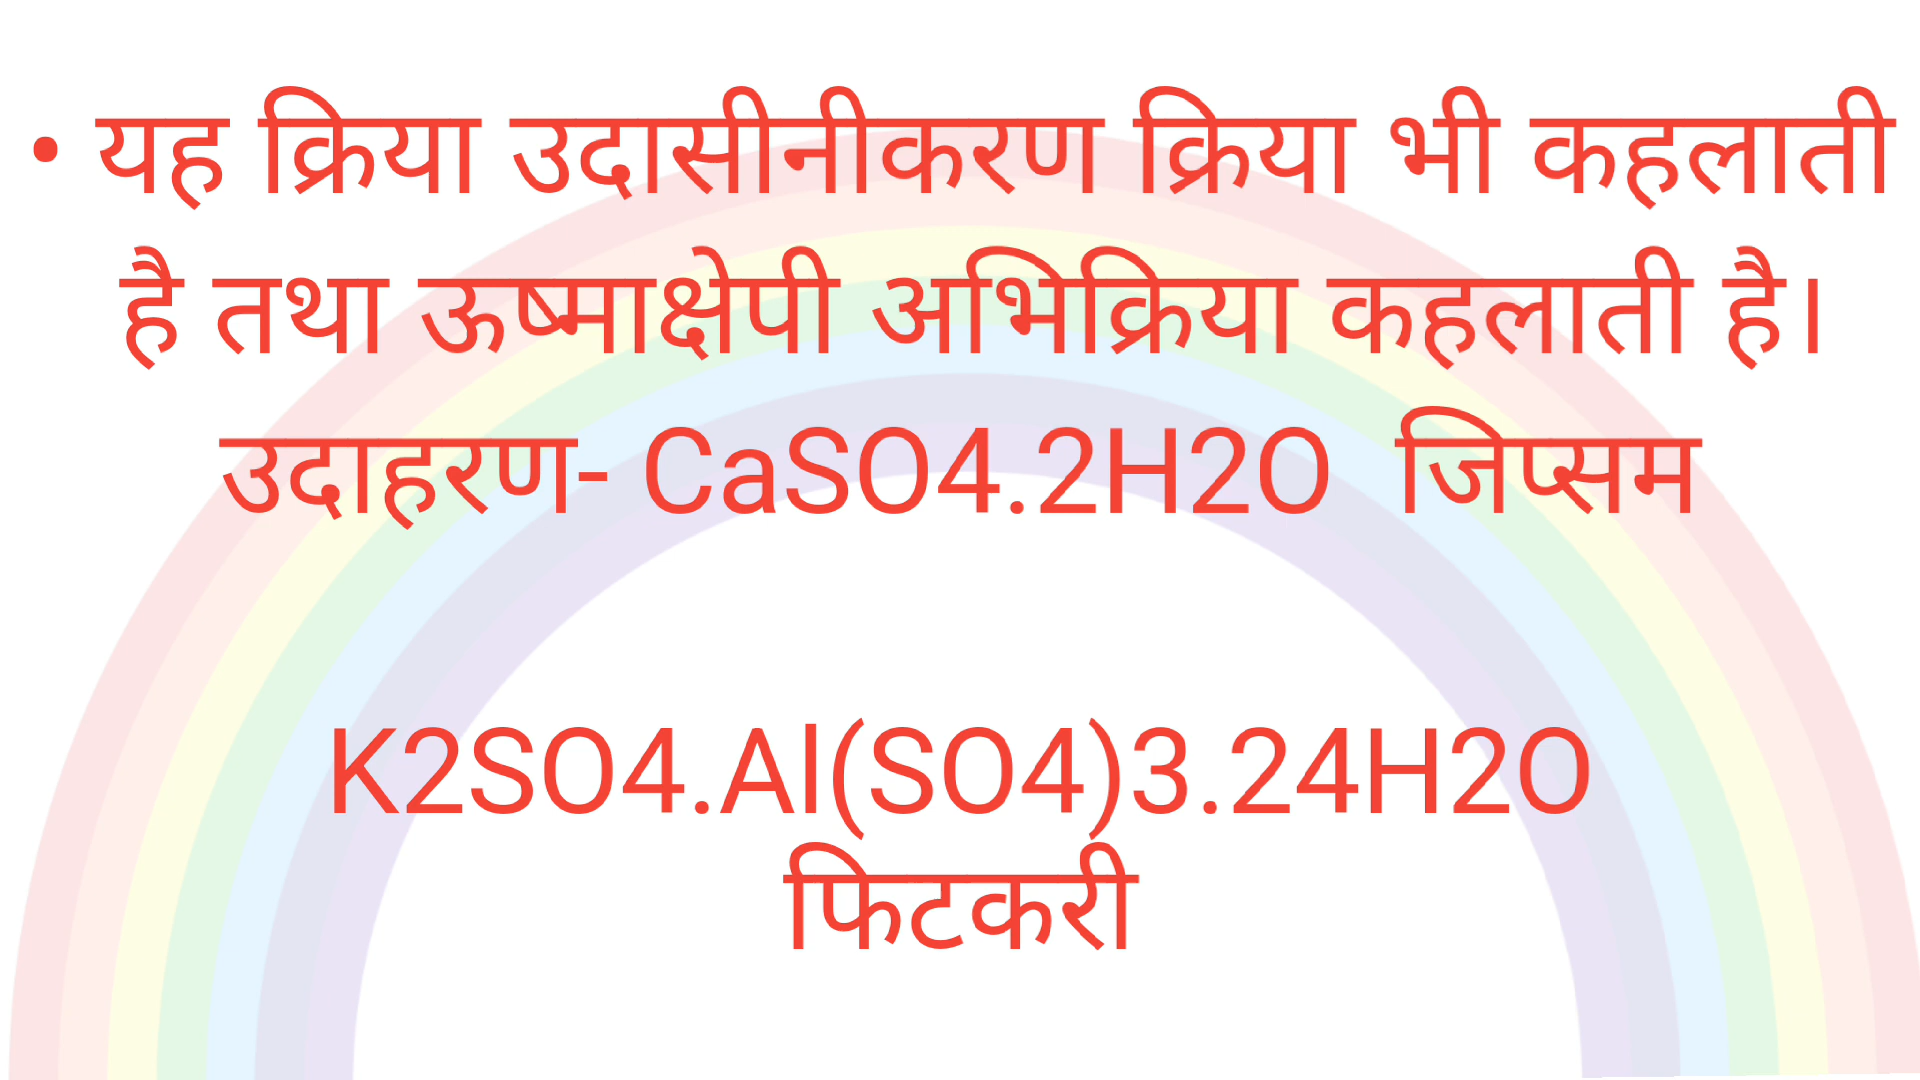 • यह क्रिया उदासीनीकरण क्रिया भी कहलाती
है तथा ऊष्माक्षेपी अभिक्रिया कहलाती है।
उदाहरण- CaSO4.2H2O जिप्सम
K2SO4.Al(SO4)3.24H2O
फिटकरी